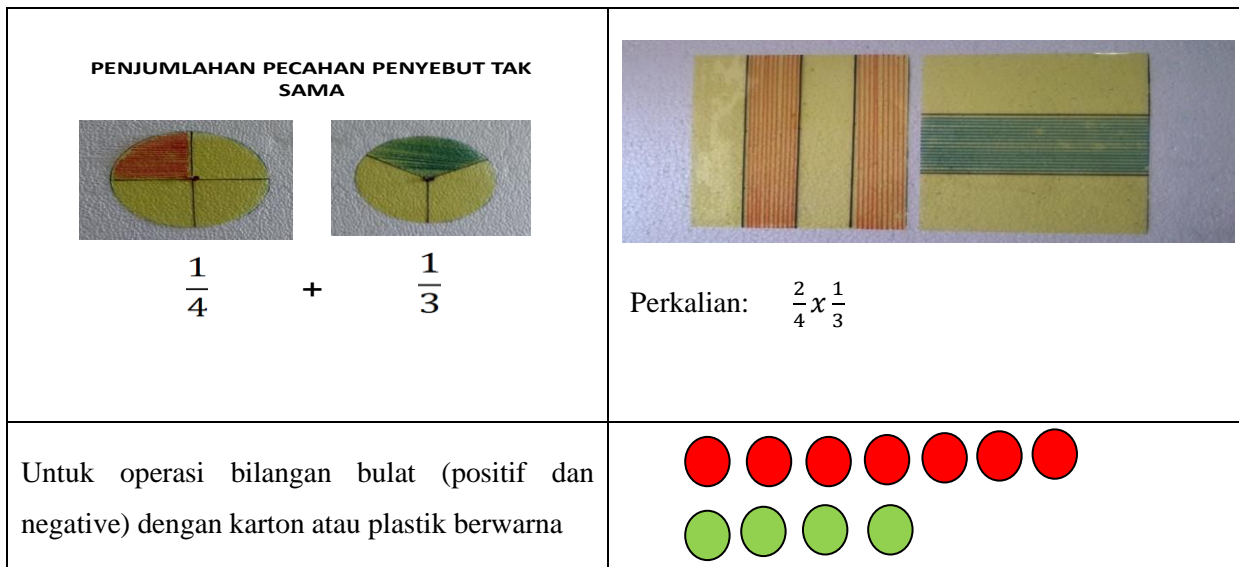 PENJUMLAHAN PECAHAN PENYEBUT TAK
SAMA
1/4 + 1/3
Perkalian: 2/4 x 1/3
Untuk operasi bilangan bulat (positif dan
negative) dengan karton atau plastik berwarna